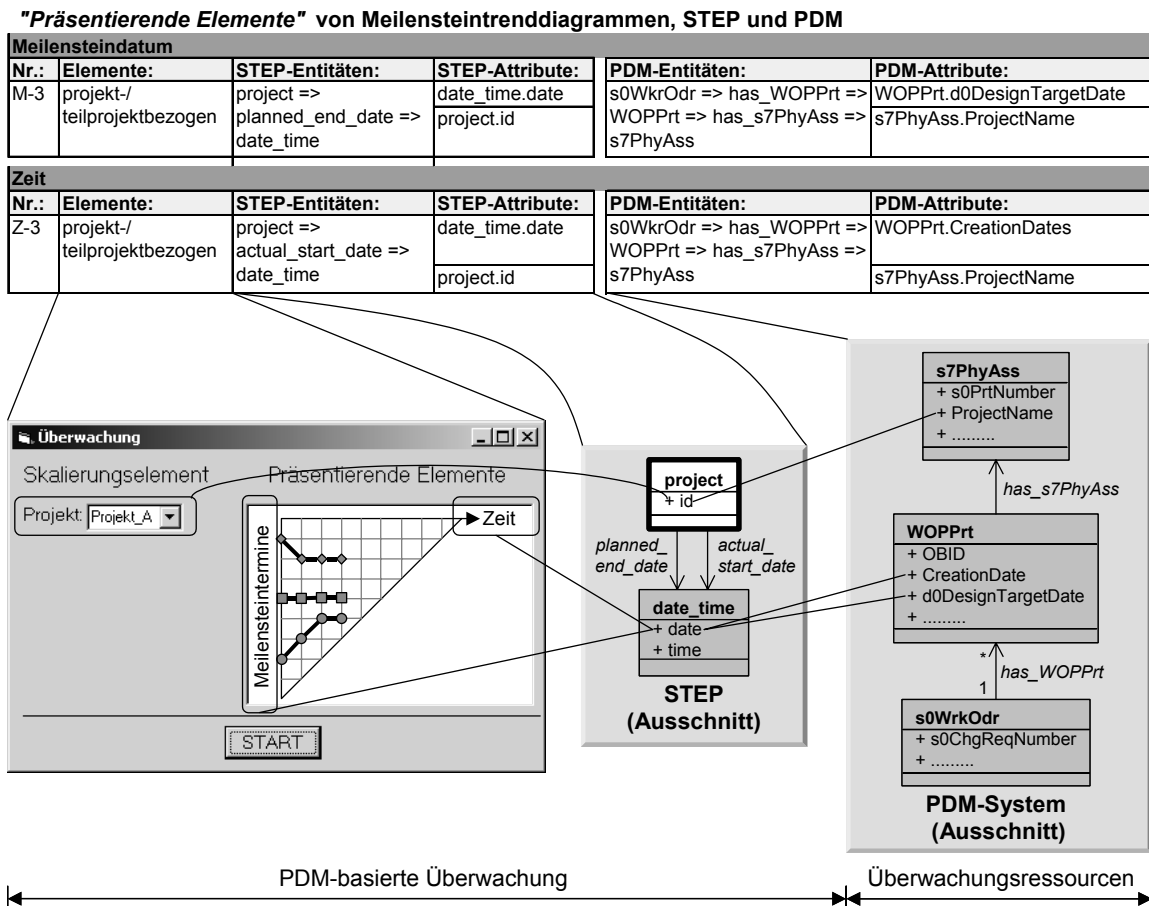 "Präsentierende Elemente" von Meilensteintrenddiagrammen, STEP und PDM
Meilensteindatum
Nr.: Elemente: STEP-Entitäten: STEP-Attribute: PDM-Entitäten: PDM-Attribute:
M-3 projekt-/ project => date_time.date s0WkrOdr => has_WOPPrt => WOPPrt.d0DesignTargetDate
teilprojektbezogen planned_end_date => project.id WOPPrt => has_s7PhyAss => s7PhyAss.ProjectName
date_time s7PhyAss
Zeit
Nr.: Elemente: STEP-Entitäten: STEP-Attribute: PDM-Entitäten: PDM-Attribute:
Z-3 projekt-/ project => date_time.date s0WkrOdr => has_WOPPrt => WOPPrt.CreationDates
teilprojektbezogen actual_start_date => WOPPrt => has_s7PhyAss =>
date_time project.id s7PhyAss s7PhyAss.ProjectName
Überwachung
Skalierungselement Präsentierende Elemente
Projekt: Projekt_A
Zeit
Meilensteintermine
START
project
+ id
planned_ actual_
end_date start_date
date_time
+ date
+ time
STEP
(Ausschnitt)
s7PhyAss
+ s0PrtNumber
+ ProjectName
+ .........
has_s7PhyAss
WOPPrt
+ OBID
+ CreationDate
+ d0DesignTargetDate
+ .........
*
has_WOPPrt
1
s0WrkOdr
+ s0ChgReqNumber
+ .........
PDM-System
(Ausschnitt)
PDM-basierte Überwachung Überwachungsressourcen